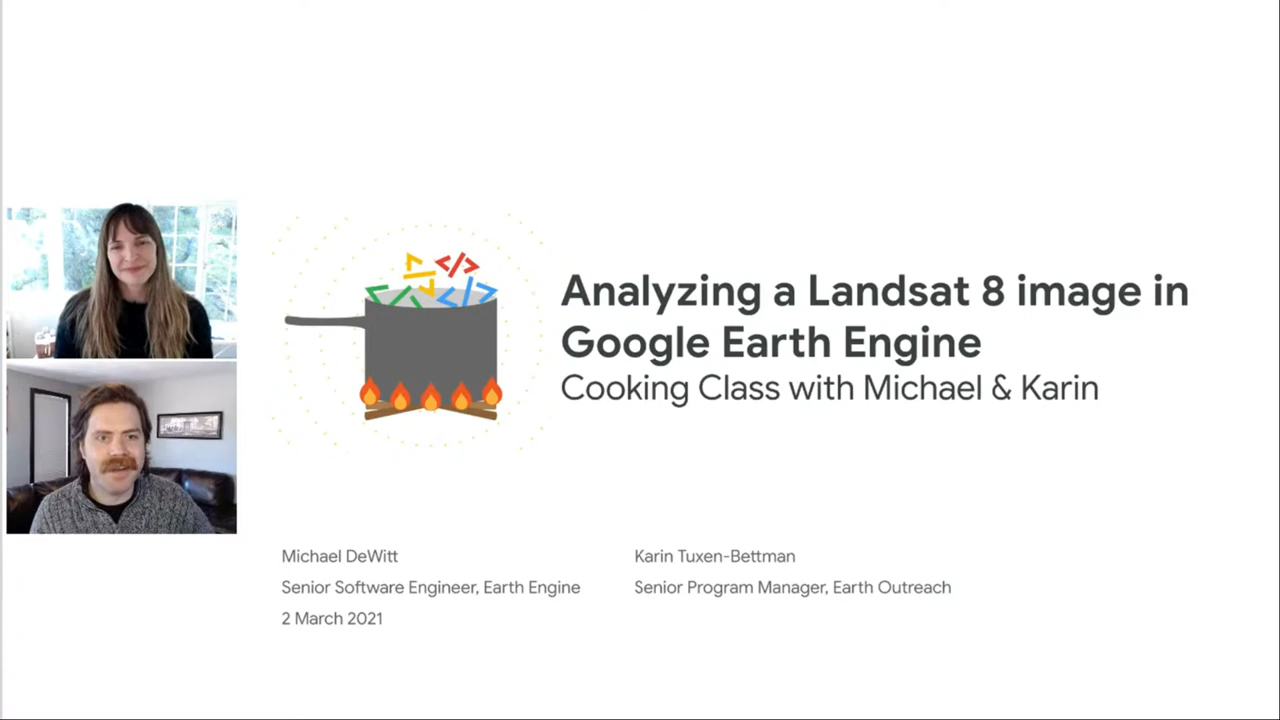 Analyzing a Landsat 8 image in
Google Earth Engine
Cooking Class with Michael & Karin
Michael DeWitt
Senior Software Engineer, Earth Engine
2 March 2021
Karin Tuxen-Bettman
Senior Program Manager, Earth Outreach